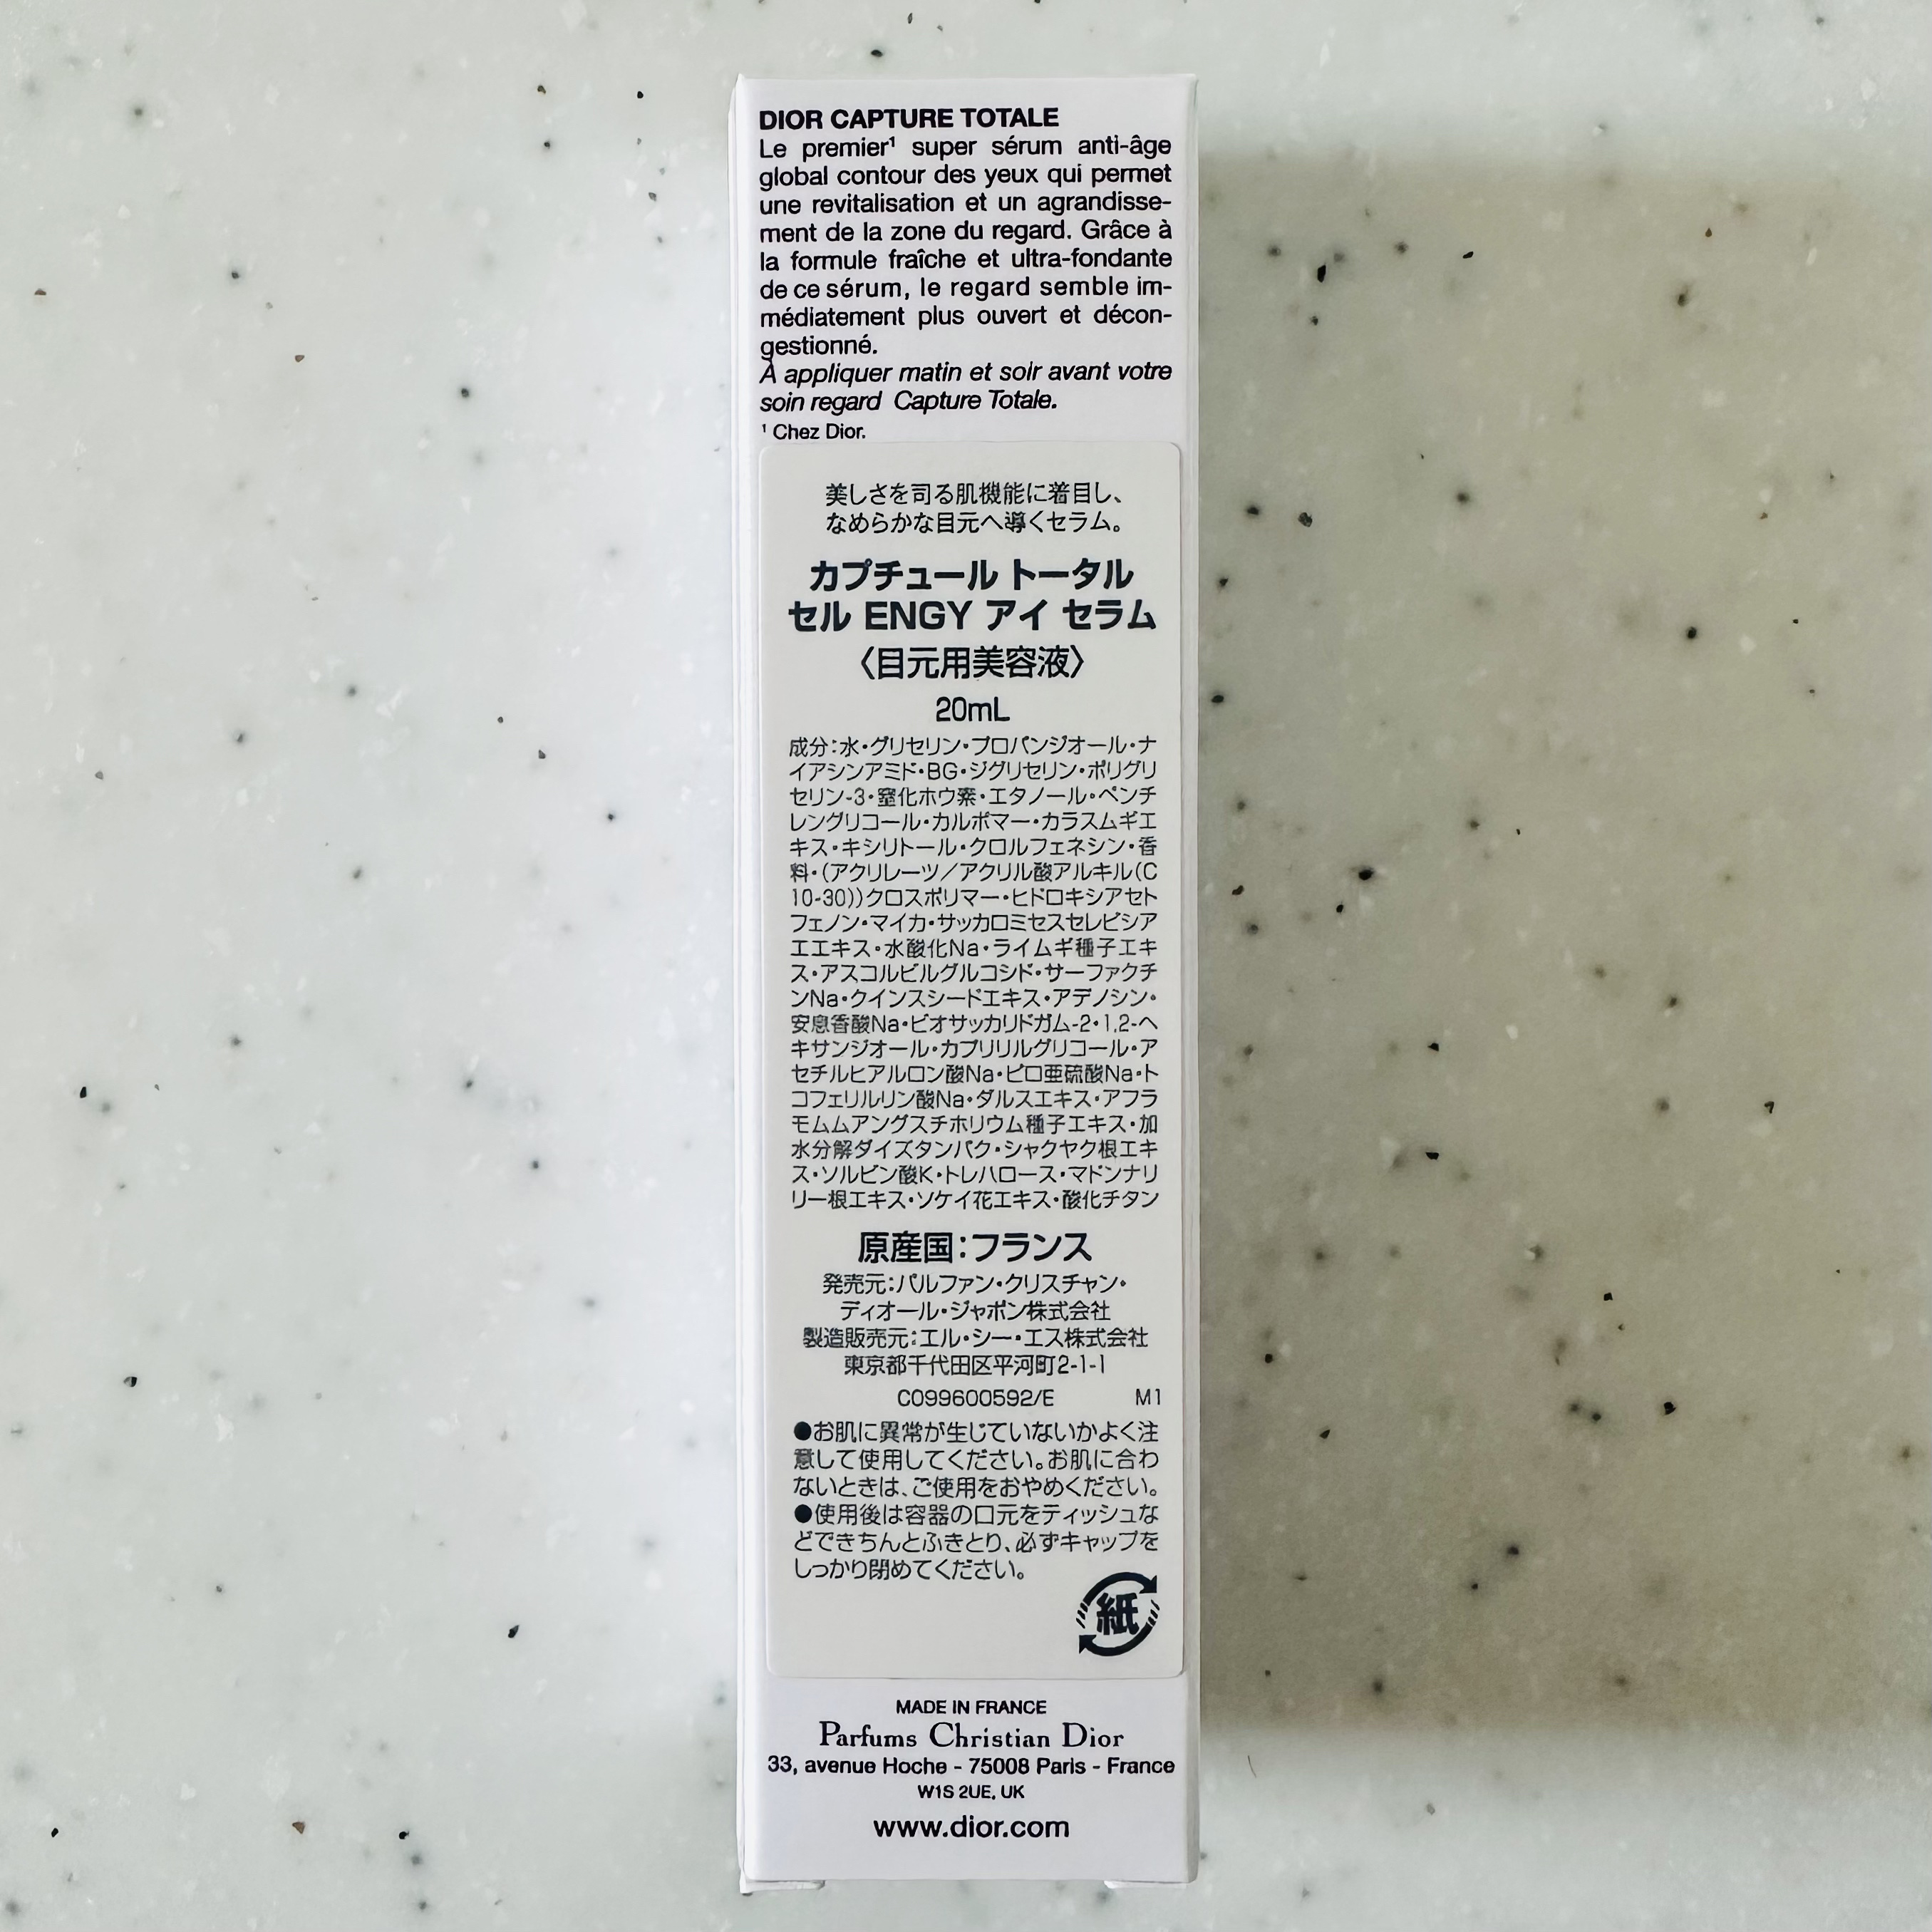 DIOR CAPTURE TOTALE
Le premier¹ super sérum anti-âge
global contour des yeux qui permet
une revitalisation et un agrandisse-
ment de la zone du regard. Grâce à
la formule fraîche et ultra-fondante
de ce sérum, le regard semble im-
médiatement plus ouvert et décon-
gestionné.
À appliquer matin et soir avant votre
soin regard Capture Totale.
¹ Chez Dior.
美しさを司る肌機能に着目し、
なめらかな目元へ導くセラム。
カプチュール トータル
セル ENGY アイ セラム
〈目元用美容液〉
20mL
成分:水・グリセリン・プロパンジオール・ナ
イアシンアミド・BG・ジグリセリン・ポリグリ
セリン-3・窒化ホウ素・エタノール・ペンチ
レングリコール・カルボマー・カラスムギエ
キス・キシリトール・クロルフェネシン・香
料・(アクリレーツ/アクリル酸アルキル(C
10-30))クロスポリマー・ヒドロキシアセト
フェノン・マイカ・サッカロミセスセレビシア
エエキス・水酸化Na・ライムギ種子エキ
ス・アスコルビルグルコシド・サーファクチ
ンNa・クインスシードエキス・アデノシン・
安息香酸Na・ビオサッカリドガム-2・1,2-ヘ
キサンジオール・カプリリルグリコール・ア
セチルヒアルロン酸Na・ピロ亜硫酸Na・ト
コフェリルリン酸Na・ダルスエキス・アフラ
モムムアングスチホリウム種子エキス・加
水分解ダイズタンパク・シャクヤク根エキ
ス・ソルビン酸K・トレハロース・マドンナリ
リー根エキス・ソケイ花エキス・酸化チタン
原産国:フランス
発売元:パルファン・クリスチャン・
ディオール・ジャポン株式会社
製造販売元:エル・シー・エス株式会社
東京都千代田区平河町2-1-1
C099600592/E M1
●お肌に異常が生じていないかよく注
意して使用してください。お肌に合わ
ないときは、ご使用をおやめください。
●使用後は容器の口元をティッシュな
どできちんとふきとり、必ずキャップを
しっかり閉めてください。
紙
MADE IN FRANCE
Parfums Christian Dior
33, avenue Hoche - 75008 Paris - France
W1S 2UE, UK
www.dior.com